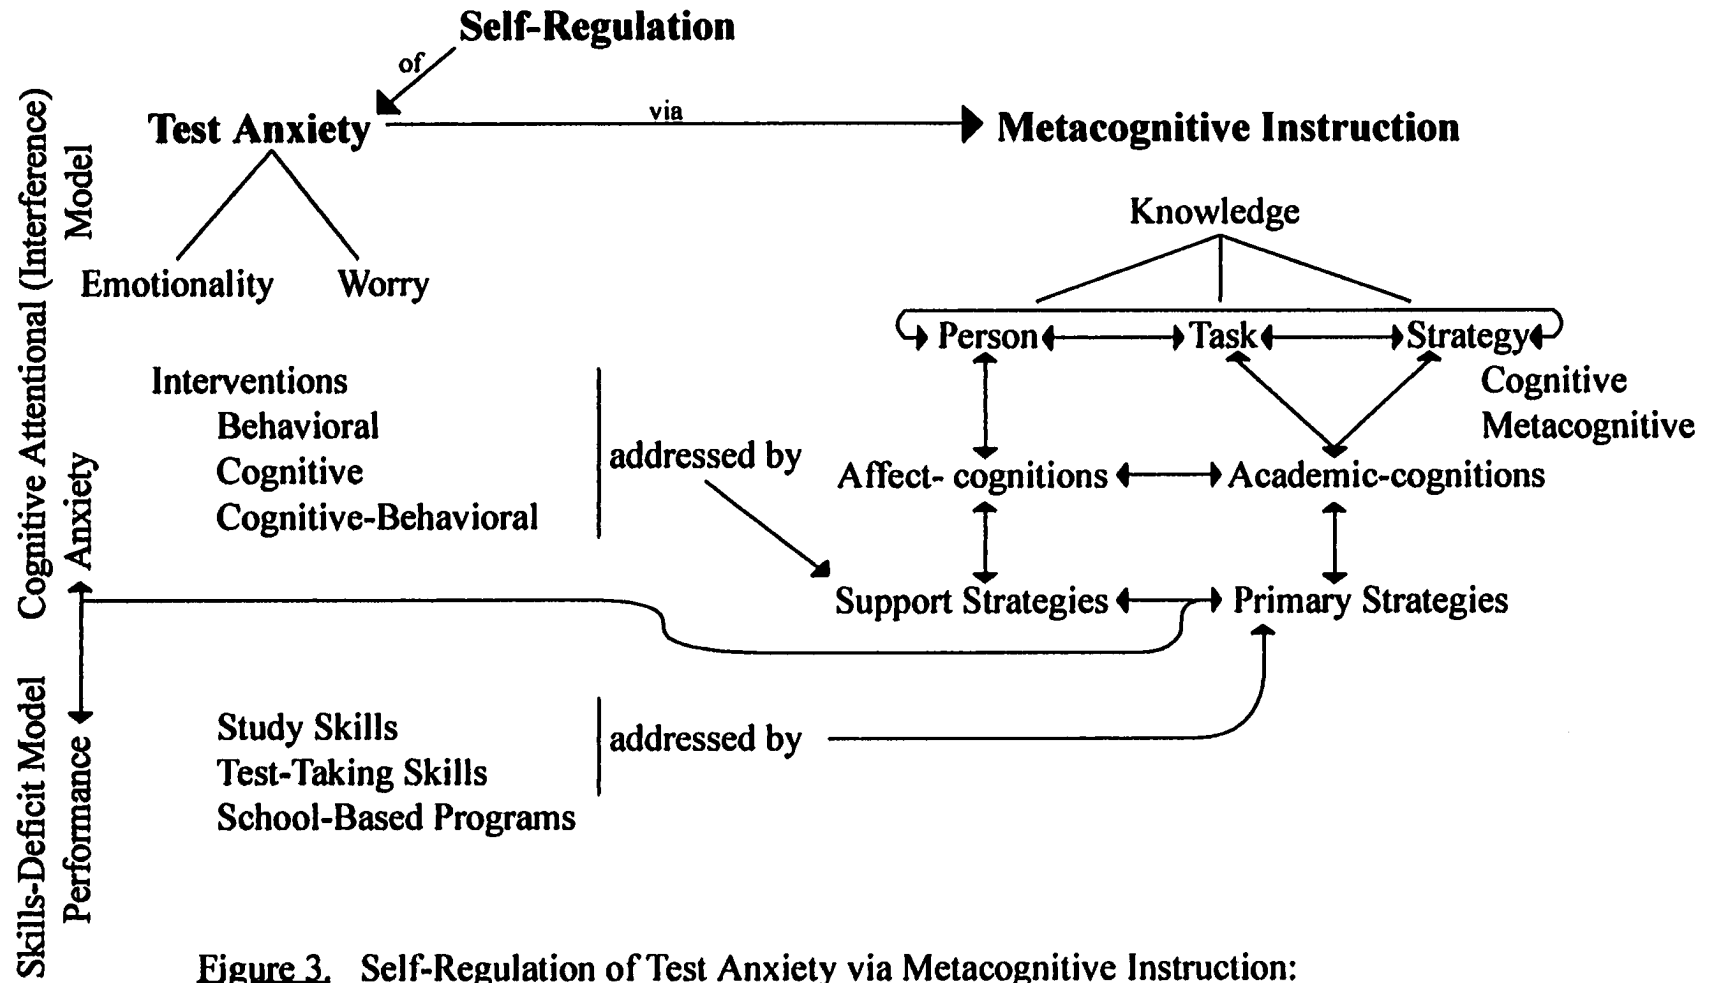 Self-Regulation
of
Test Anxiety
via
Metacognitive Instruction
Emotionality
Worry
Knowledge
Person
Task
Strategy
Cognitive
Metacognitive
Interventions
Behavioral
Cognitive
Cognitive-Behavioral
addressed by
Affect- cognitions
Academic-cognitions
Support Strategies
Primary Strategies
Study Skills
Test-Taking Skills
School-Based Programs
addressed by
Cognitive Attentional (Interference)
Model
Anxiety
Skills-Deficit Model
Performance
Figure 3. Self-Regulation of Test Anxiety via Metacognitive Instruction: